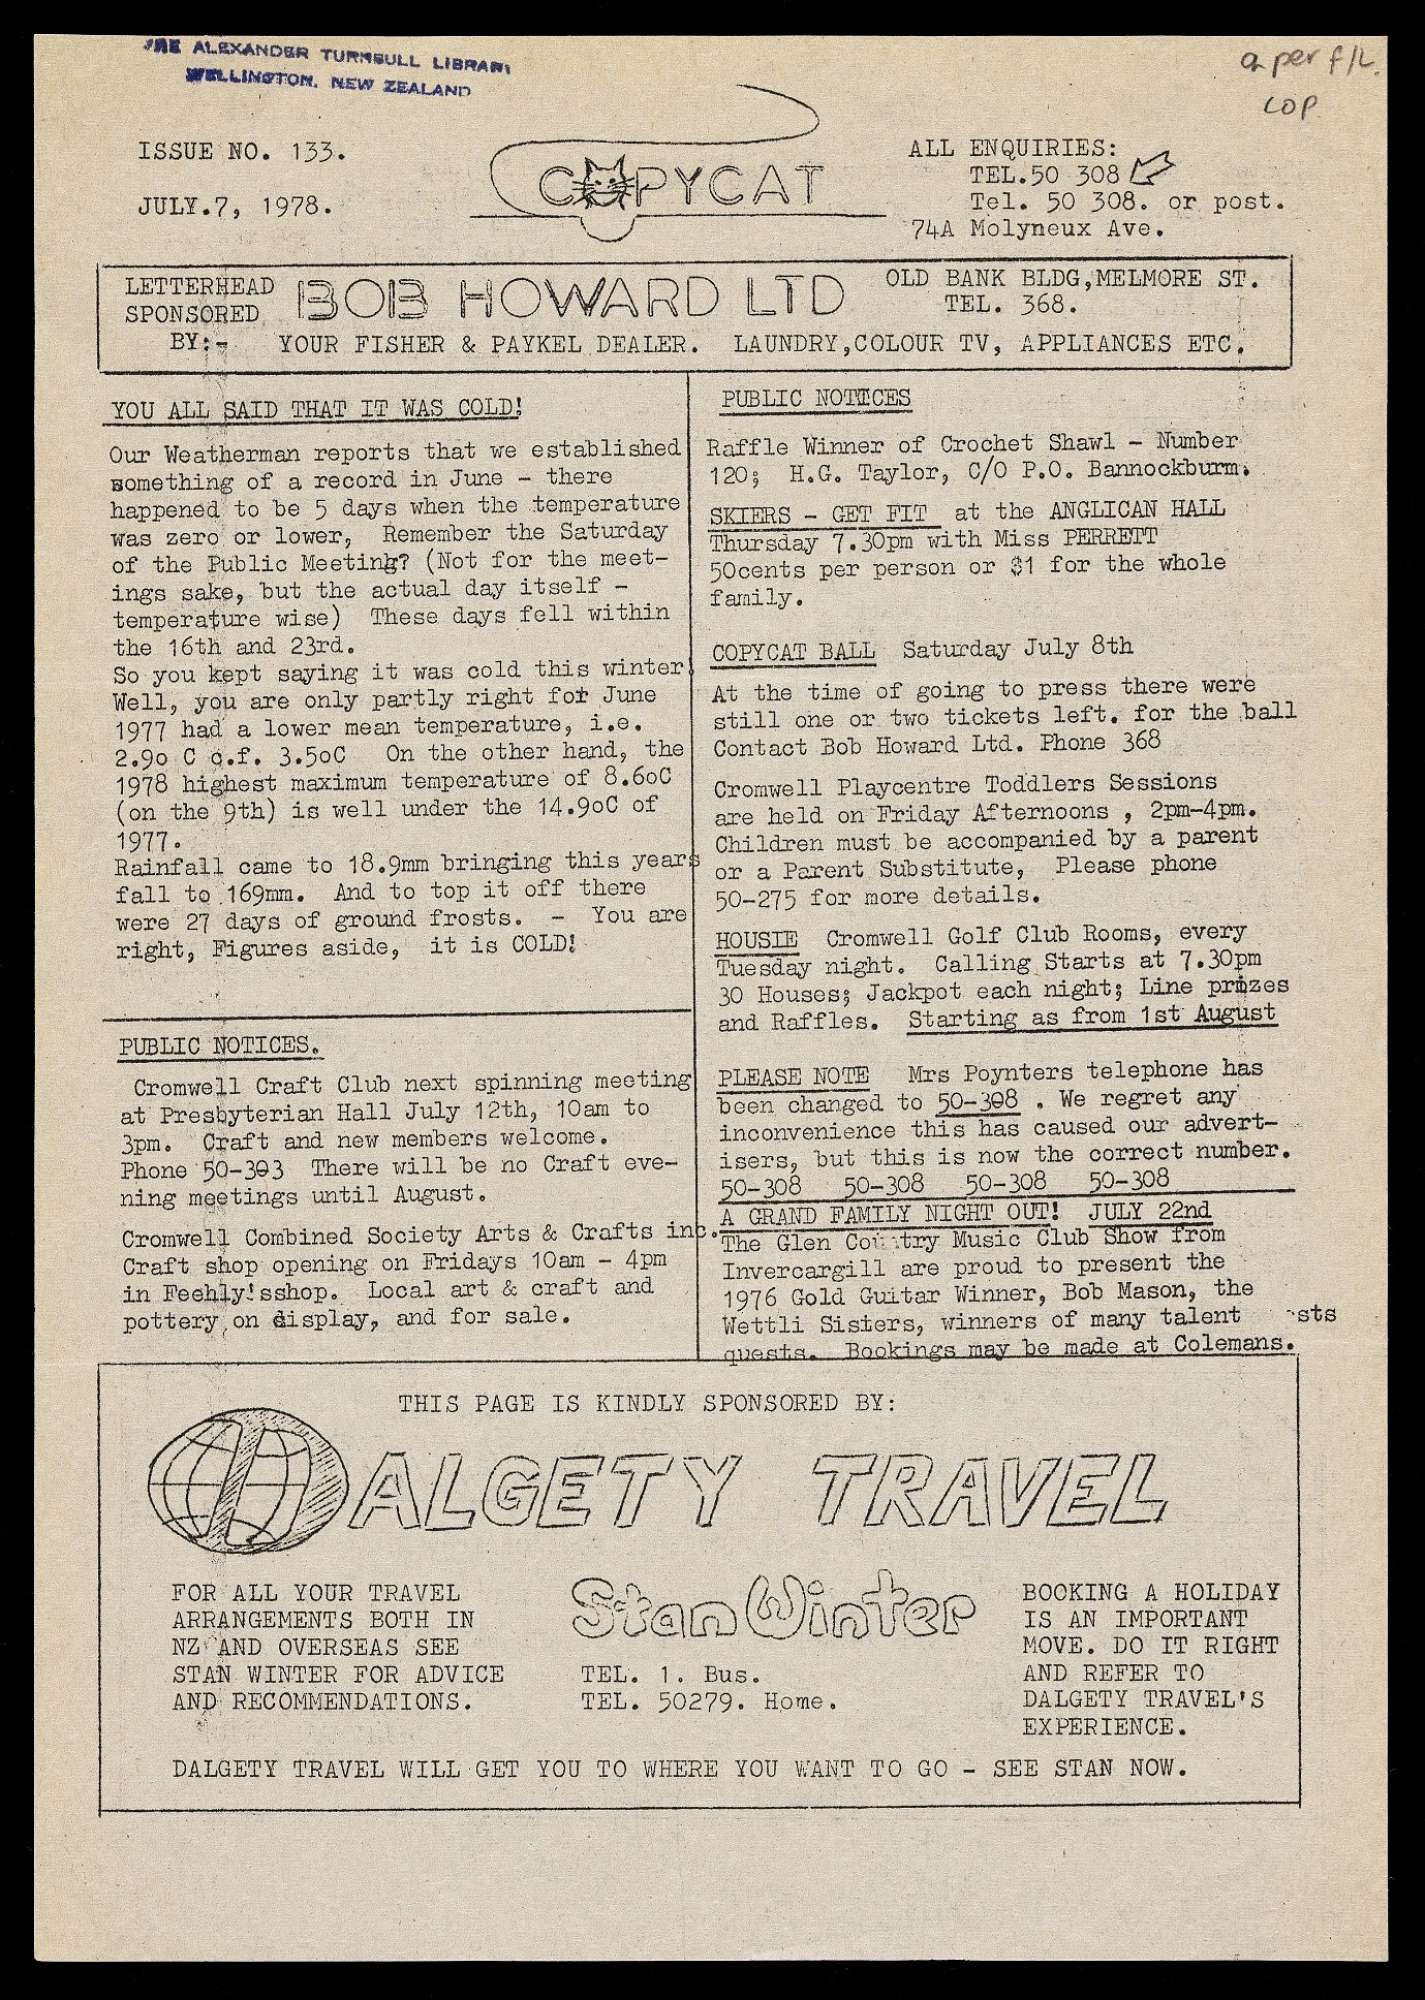 THE ALEXANDER TURNBULL LIBRARY
WELLINGTON, NEW ZEALAND
per f/L.
COP
ISSUE NO. 133.
JULY.7, 1978.
COPYCAT
ALL ENQUIRIES:
TEL.50 308
Tel. 50 308. or post.
74A Molyneux Ave.
LETTERHEAD
SPONSORED
BY:-
BOB HOWARD LTD
OLD BANK BLDG,MELMORE ST.
TEL. 368.
YOUR FISHER & PAYKEL DEALER. LAUNDRY,COLOUR TV, APPLIANCES ETC.
YOU ALL SAID THAT IT WAS COLD!
Our Weatherman reports that we established
something of a record in June - there
happened to be 5 days when the temperature
was zero or lower, Remember the Saturday
of the Public Meeting? (Not for the meet-
ings sake, but the actual day itself -
temperature wise) These days fell within
the 16th and 23rd.
So you kept saying it was cold this winter
Well, you are only partly right for June
1977 had a lower mean temperature, i.e.
2.9o C c.f. 3.5oC On the other hand, the
1978 highest maximum temperature of 8.6oC
(on the 9th) is well under the 14.9oC of
1977.
Rainfall came to 18.9mm bringing this years
fall to 169mm. And to top it off there
were 27 days of ground frosts. - You are
right, Figures aside, it is COLD!
PUBLIC NOTICES.
Cromwell Craft Club next spinning meeting
at Presbyterian Hall July 12th, 10am to
3pm. Craft and new members welcome.
Phone 50-303 There will be no Craft eve-
ning meetings until August.
Cromwell Combined Society Arts & Crafts inc.
Craft shop opening on Fridays 10am - 4pm
in Feehly'sshop. Local art & craft and
pottery on display, and for sale.
PUBLIC NOTICES
Raffle Winner of Crochet Shawl - Number
120; H.G. Taylor, C/O P.O. Bannockburn.
SKIERS - GET FIT at the ANGLICAN HALL
Thursday 7.30pm with Miss PERRETT
50cents per person or $1 for the whole
family.
COPYCAT BALL Saturday July 8th
At the time of going to press there were
still one or two tickets left. for the ball
Contact Bob Howard Ltd. Phone 368
Cromwell Playcentre Toddlers Sessions
are held on Friday Afternoons , 2pm-4pm.
Children must be accompanied by a parent
or a Parent Substitute, Please phone
50-275 for more details.
HOUSIE Cromwell Golf Club Rooms, every
Tuesday night. Calling Starts at 7.30pm
30 Houses; Jackpot each night; Line prizes
and Raffles. Starting as from 1st August
PLEASE NOTE Mrs Poynters telephone has
been changed to 50-308 . We regret any
inconvenience this has caused our advert-
isers, but this is now the correct number.
50-308 50-308 50-308 50-308
A GRAND FAMILY NIGHT OUT! JULY 22nd
The Glen Country Music Club Show from
Invercargill are proud to present the
1976 Gold Guitar Winner, Bob Mason, the
Wettli Sisters, winners of many talent sts
quests. Bookings may be made at Colemans.
THIS PAGE IS KINDLY SPONSORED BY:
DALGETY TRAVEL
FOR ALL YOUR TRAVEL
ARRANGEMENTS BOTH IN
NZ AND OVERSEAS SEE
STAN WINTER FOR ADVICE
AND RECOMMENDATIONS.
Stan Winter
TEL. 1. Bus.
TEL. 50279. Home.
BOOKING A HOLIDAY
IS AN IMPORTANT
MOVE. DO IT RIGHT
AND REFER TO
DALGETY TRAVEL'S
EXPERIENCE.
DALGETY TRAVEL WILL GET YOU TO WHERE YOU WANT TO GO - SEE STAN NOW.